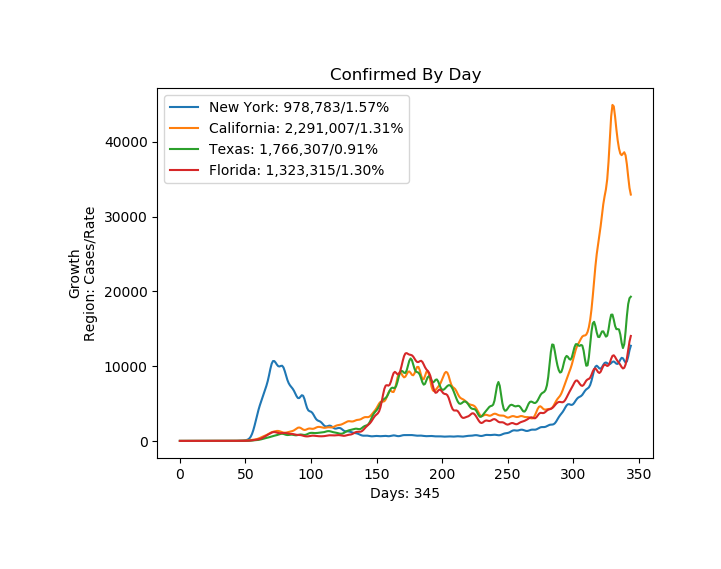 Confirmed By Day
New York: 978,783/1.57%
California: 2,291,007/1.31%
Texas: 1,766,307/0.91%
Florida: 1,323,315/1.30%
Growth
Region: Cases/Rate
40000
30000
20000
10000
0
0 50 100 150 200 250 300 350
Days: 345